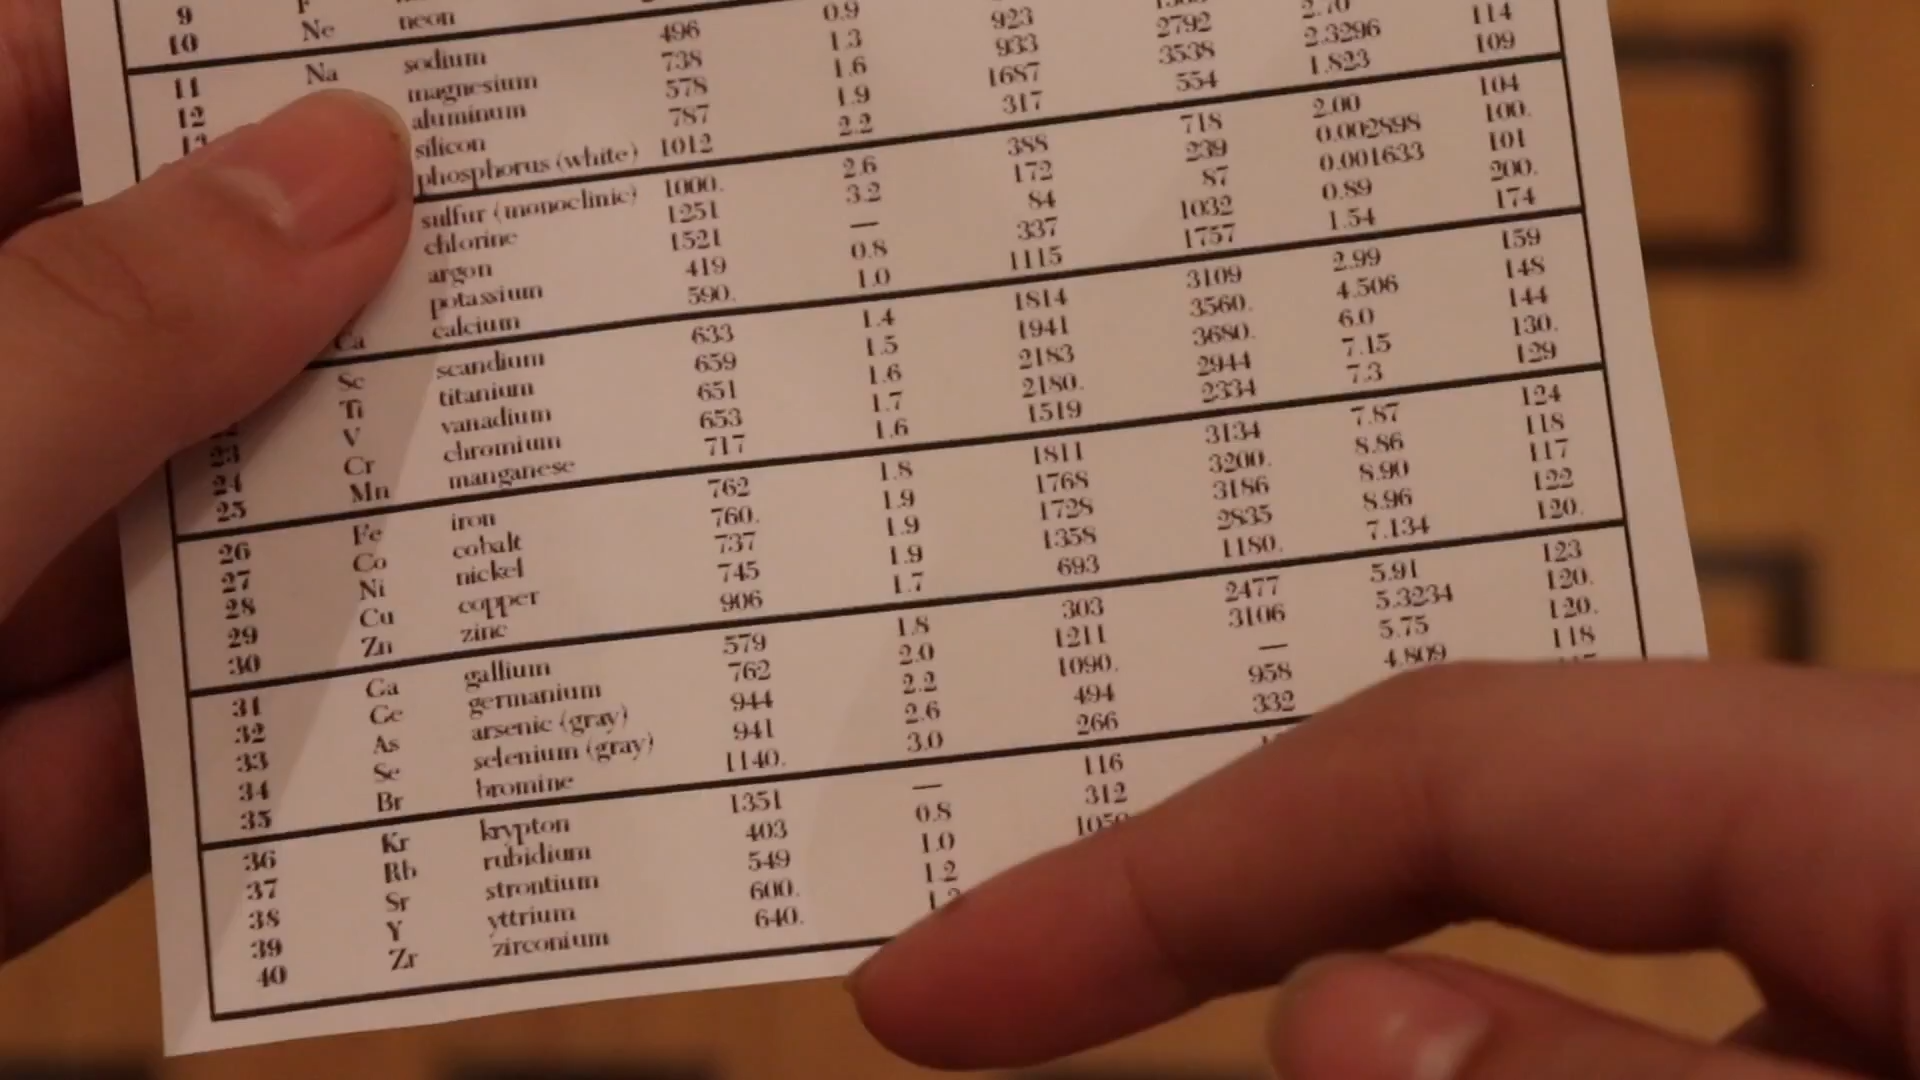 9
10 Ne neon
11 Na sodium 496 0.9
12 magnesium 738 1.3 923
13 aluminum 578 1.6 933 2792 2.70
silicon 787 1.9 1687 3538 2.3296 114
phosphorus (white) 1012 2.2 317 554 1.823 109
sulfur (monoclinic) 1000. 2.6 388 718 2.00 104
chlorine 1251 3.2 172 239 0.002898 100.
argon 1521 — 84 87 0.001633 101
potassium 419 0.8 337 1032 0.89 200.
Ca calcium 590. 1.0 1115 1757 1.54 174
Sc scandium 633 1.4 1814 3109 2.99 159
Ti titanium 659 1.5 1941 3560. 4.506 148
23 V vanadium 651 1.6 2183 3680. 6.0 144
24 Cr chromium 653 1.7 2180. 2944 7.15 130.
25 Mn manganese 717 1.6 1519 2334 7.3 129
26 Fe iron 762 1.8 1811 3134 7.87 124
27 Co cobalt 760. 1.9 1768 3200. 8.86 118
28 Ni nickel 737 1.9 1728 3186 8.90 117
29 Cu copper 745 1.9 1358 2835 8.96 122
30 Zn zinc 906 1.7 693 1180. 7.134 120.
31 Ga gallium 579 1.8 303 2477 5.91 123
32 Ge germanium 762 2.0 1211 3106 5.3234 120.
33 As arsenic (gray) 944 2.2 1090. — 5.75 120.
34 Se selenium (gray) 941 2.6 494 958 4.809 118
35 Br bromine 1140. 3.0 266 332
36 Kr krypton 1351 — 116
37 Rb rubidium 403 0.8 312
38 Sr strontium 549 1.0
39 Y yttrium 600. 1.2
40 Zr zirconium 640.